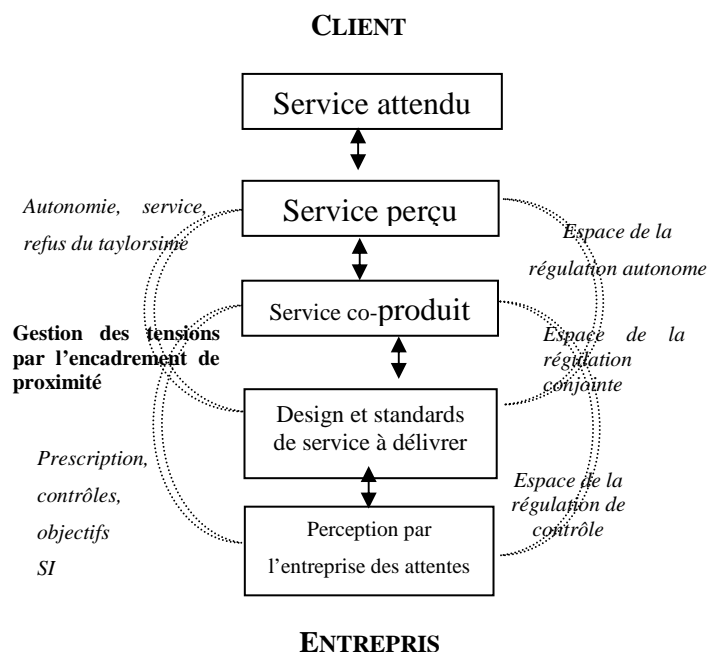 CLIENT
Service attendu
Service perçu
Autonomie, service,
refus du taylorsime
Espace de la
régulation autonome
Service co-produit
Gestion des tensions
par l'encadrement de
proximité
Espace de la
régulation
conjointe
Design et standards
de service à délivrer
Prescription,
contrôles,
objectifs
SI
Espace de la
régulation de
contrôle
Perception par
l'entreprise des attentes
ENTREPRIS